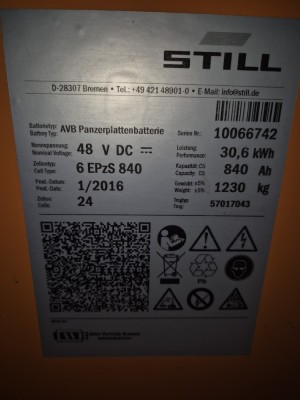 STILL
D-28307 Bremen • Tel.: +49 421 48901-0 • E-Mail: info@still.de
Batterietyp: Battery Typ: AVB Panzerplattenbatterie Serien Nr.: 10066742
Nennspannung: Nominal Voltage: 48 V DC Leistung: Performance: 30,6 kWh
Zellentyp: Cell Type: 6 EPzS 840 Kapazität C5 Capacity C5 840 Ah
Prod.-Datum: Prod.-Date: 1/2016 Gewicht ±5% Weight ±5% 1230 kg
Zellen: Cells: 24 57017043
Pb